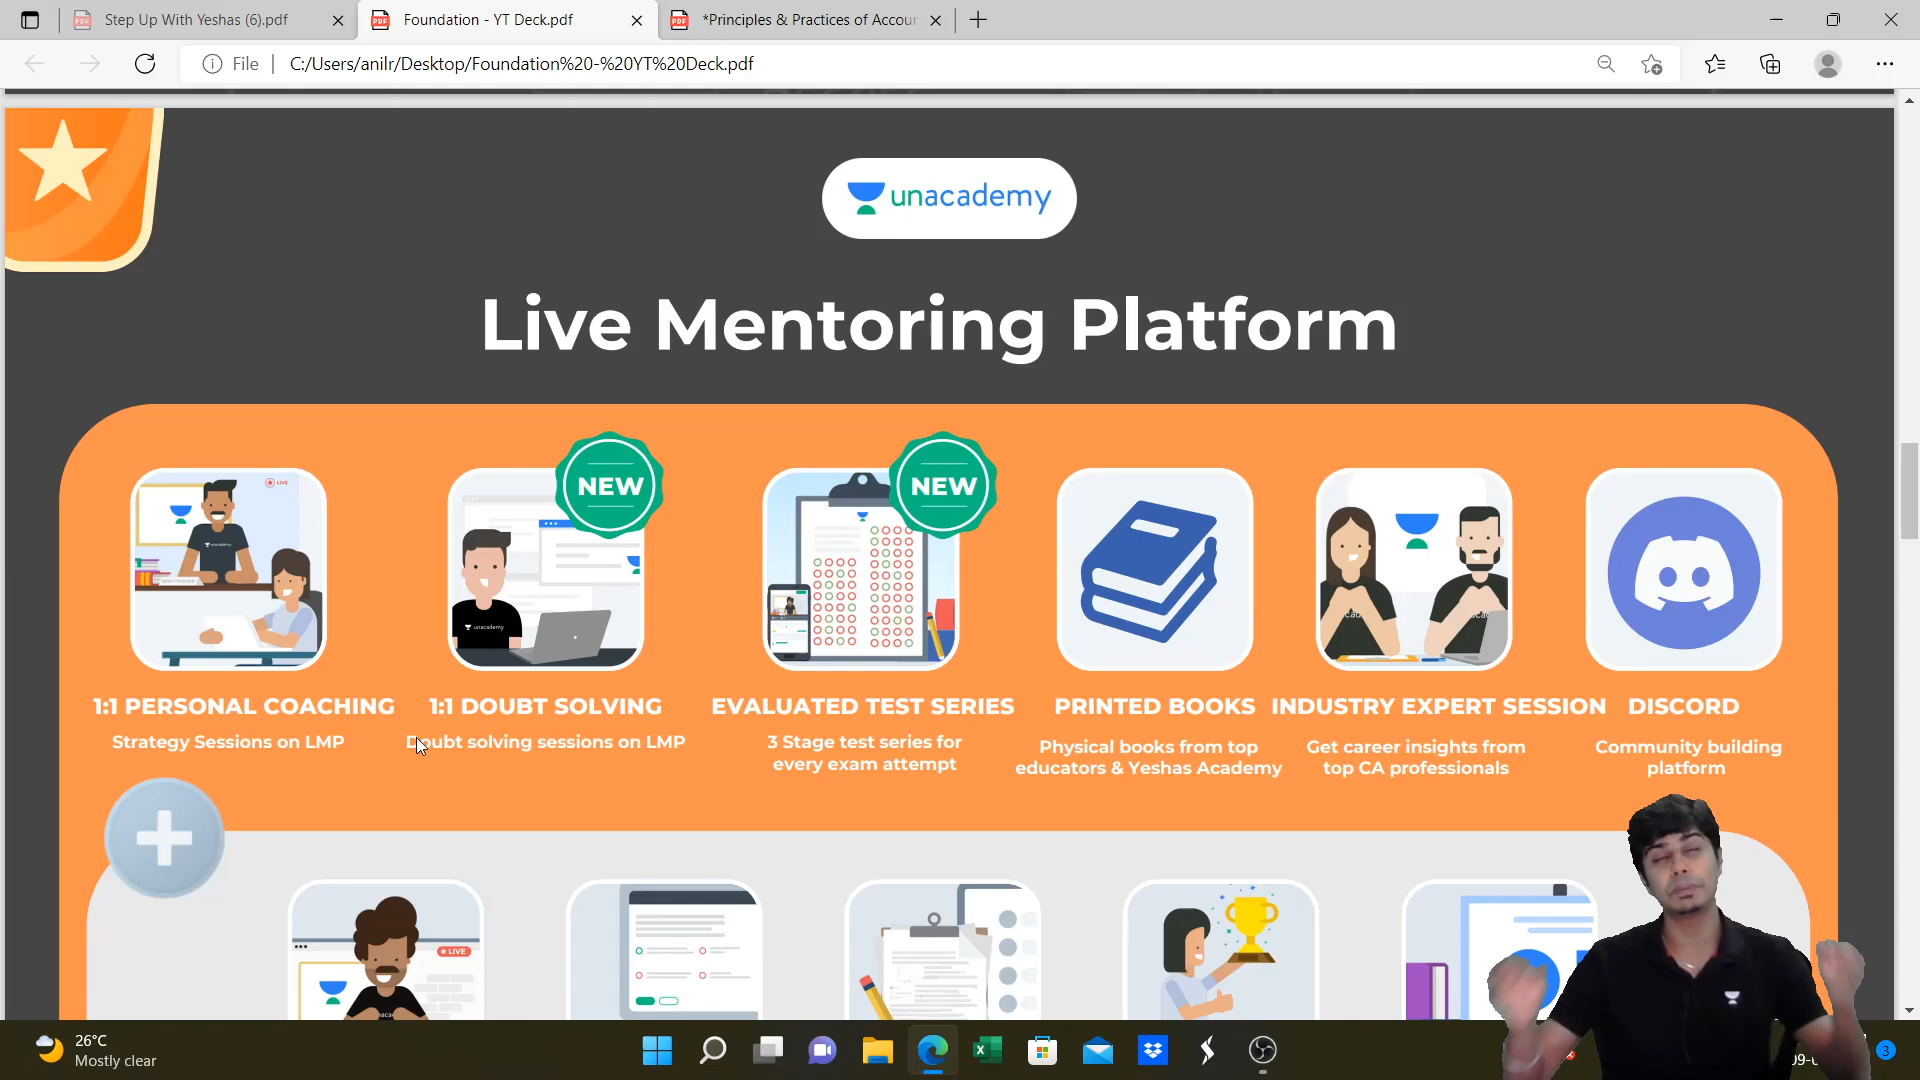 Step Up With Yeshas (6).pdf
Foundation - YT Deck.pdf
*Principles & Practices of Accour
File
C:/Users/anilr/Desktop/Foundation%20-%20YT%20Deck.pdf
unacademy
Live Mentoring Platform
LIVE
unacademy
NEW
unacademy
NEW
1:1 PERSONAL COACHING
Strategy Sessions on LMP
1:1 DOUBT SOLVING
Doubt solving sessions on LMP
EVALUATED TEST SERIES
3 Stage test series for
every exam attempt
PRINTED BOOKS
Physical books from top
educators & Yeshas Academy
INDUSTRY EXPERT SESSION
Get career insights from
top CA professionals
DISCORD
Community building
platform
LIVE
26°C
Mostly clear
3